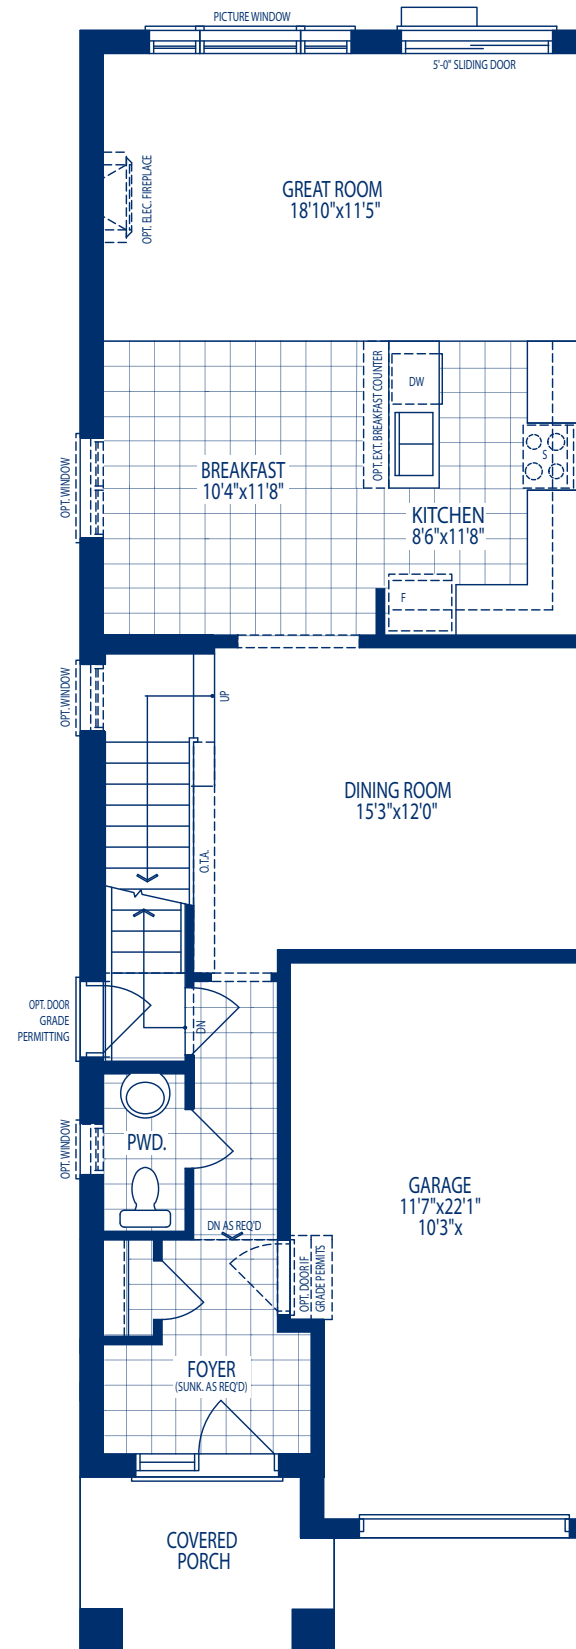 PICTURE WINDOW
5'-0" SLIDING DOOR
OPT. ELEC. FIREPLACE
GREAT ROOM
18'10"x11'5"
OPT. EXT. BREAKFAST COUNTER
DW
OPT. WINDOW
BREAKFAST
10'4"x11'8"
S
KITCHEN
8'6"x11'8"
F
OPT. WINDOW
UP
DINING ROOM
15'3"x12'0"
O.T.A.
OPT. DOOR
GRADE
PERMITTING
DN
OPT. WINDOW
PWD.
GARAGE
11'7"x22'1"
10'3"x
DN AS REQ'D
OPT. DOOR IF
GRADE PERMITS
FOYER
(SUNK. AS REQ'D)
COVERED
PORCH